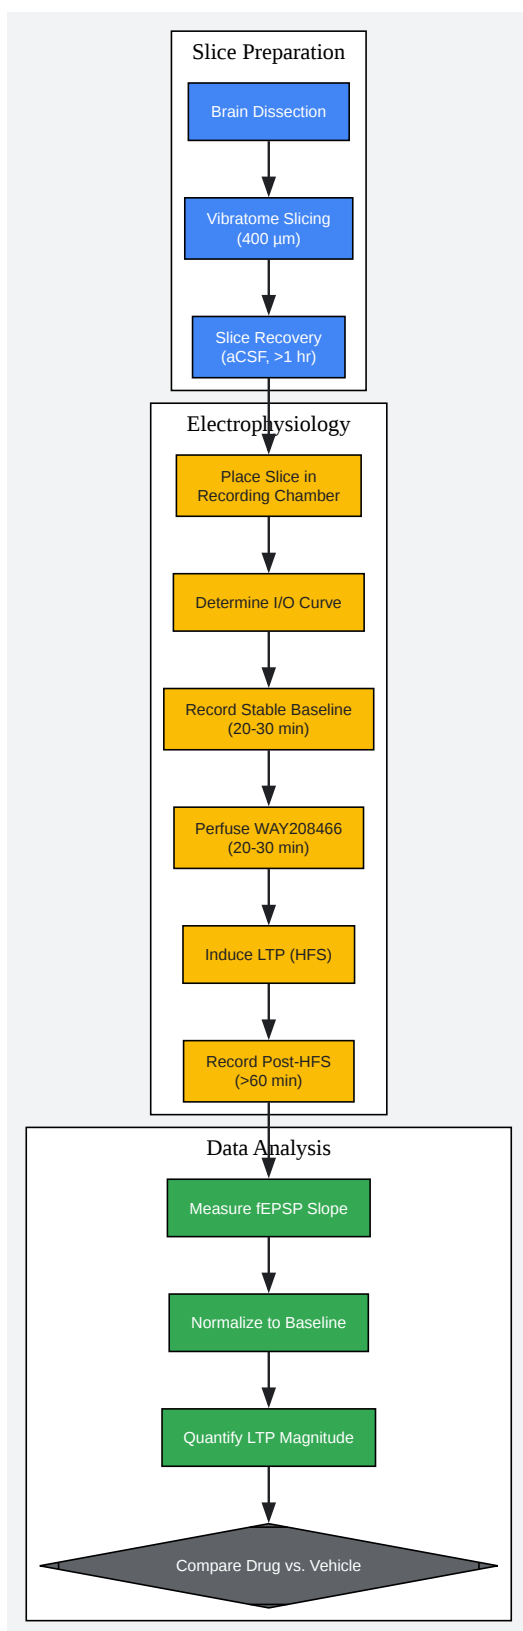 Slice Preparation
Brain Dissection
Vibratome Slicing
(400 µm)
Slice Recovery
(aCSF, >1 hr)
Electrophysiology
Place Slice in
Recording Chamber
Determine I/O Curve
Record Stable Baseline
(20-30 min)
Perfuse WAY208466
(20-30 min)
Induce LTP (HFS)
Record Post-HFS
(>60 min)
Data Analysis
Measure fEPSP Slope
Normalize to Baseline
Quantify LTP Magnitude
Compare Drug vs. Vehicle